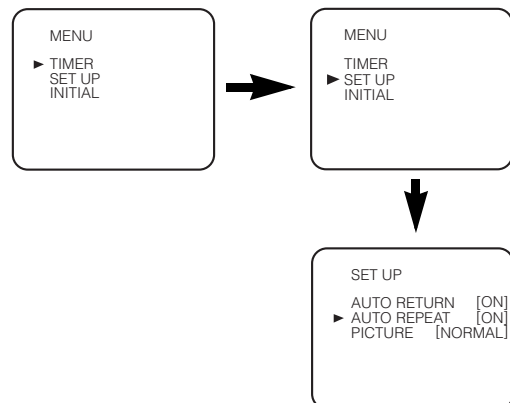 MENU
► TIMER
SET UP
INITIAL
MENU
TIMER
► SET UP
INITIAL
SET UP
AUTO RETURN [ON]
► AUTO REPEAT [ON]
PICTURE [NORMAL]